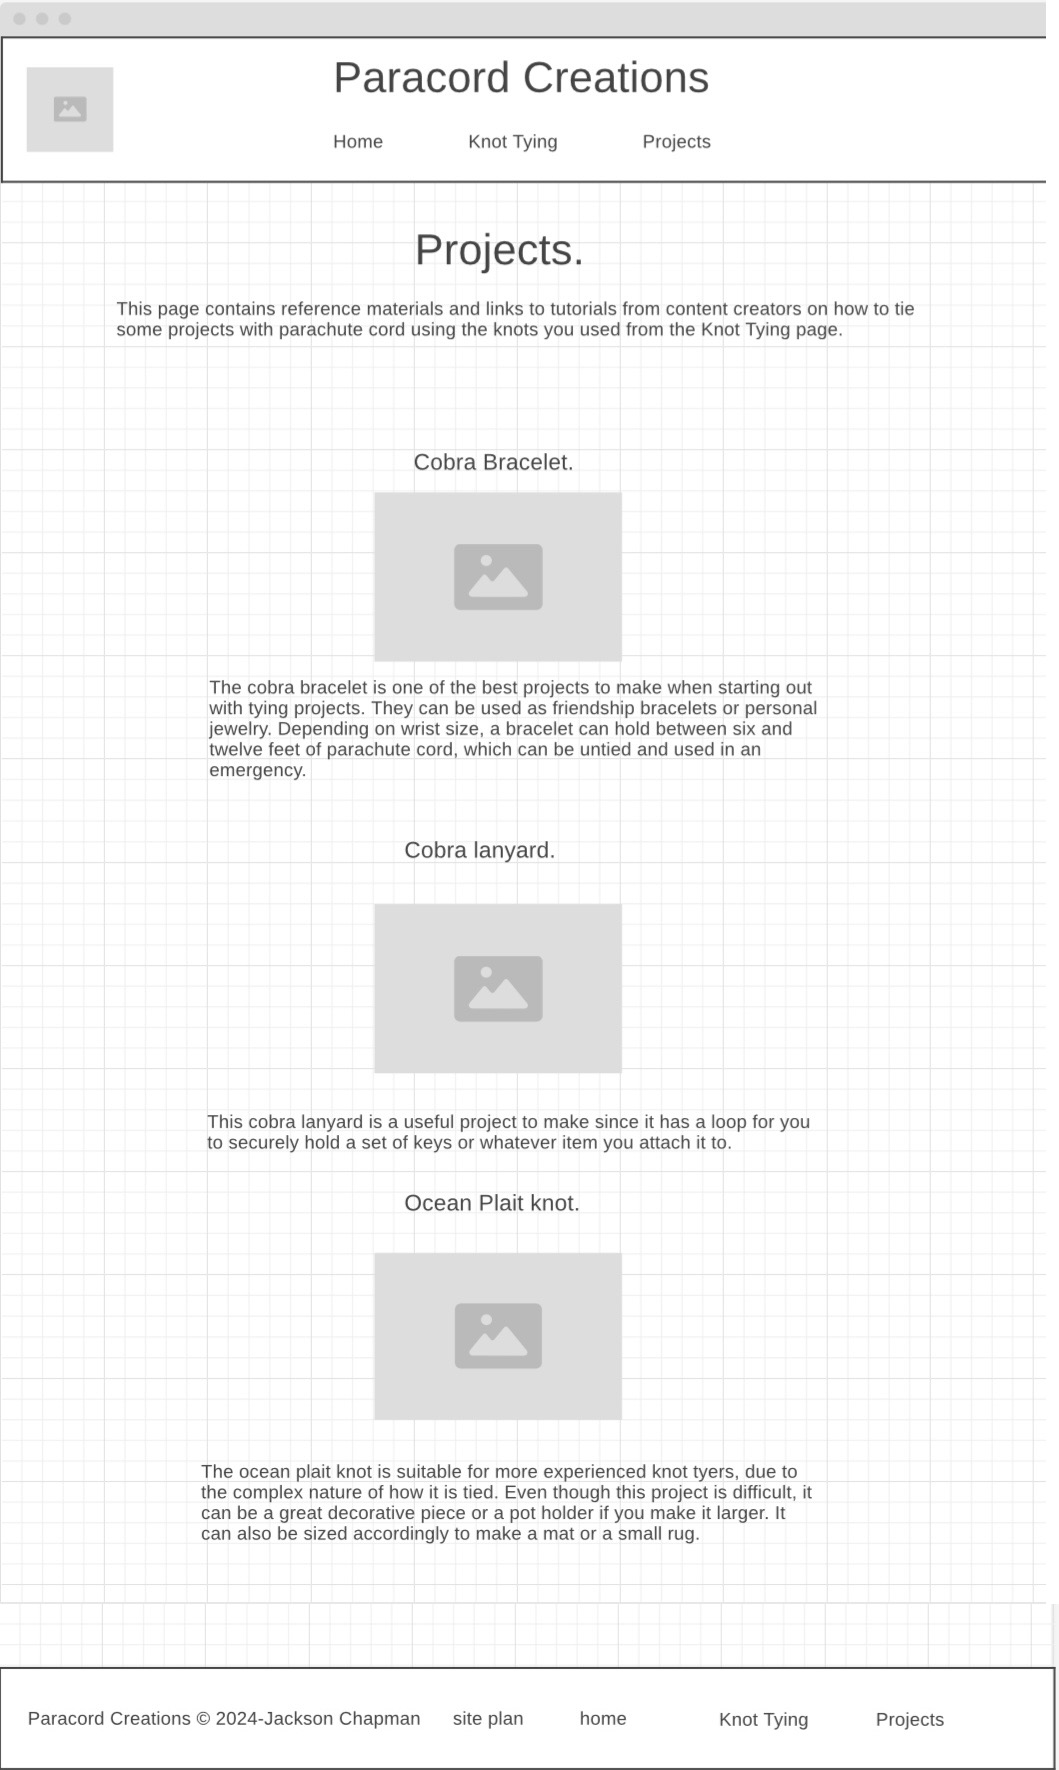 Paracord Creations
Home Knot Tying Projects
Projects.
This page contains reference materials and links to tutorials from content creators on how to tie
some projects with parachute cord using the knots you used from the Knot Tying page.
Cobra Bracelet.
The cobra bracelet is one of the best projects to make when starting out
with tying projects. They can be used as friendship bracelets or personal
jewelry. Depending on wrist size, a bracelet can hold between six and
twelve feet of parachute cord, which can be untied and used in an
emergency.
Cobra lanyard.
This cobra lanyard is a useful project to make since it has a loop for you
to securely hold a set of keys or whatever item you attach it to.
Ocean Plait knot.
The ocean plait knot is suitable for more experienced knot tyers, due to
the complex nature of how it is tied. Even though this project is difficult, it
can be a great decorative piece or a pot holder if you make it larger. It
can also be sized accordingly to make a mat or a small rug.
Paracord Creations © 2024-Jackson Chapman site plan home Knot Tying Projects